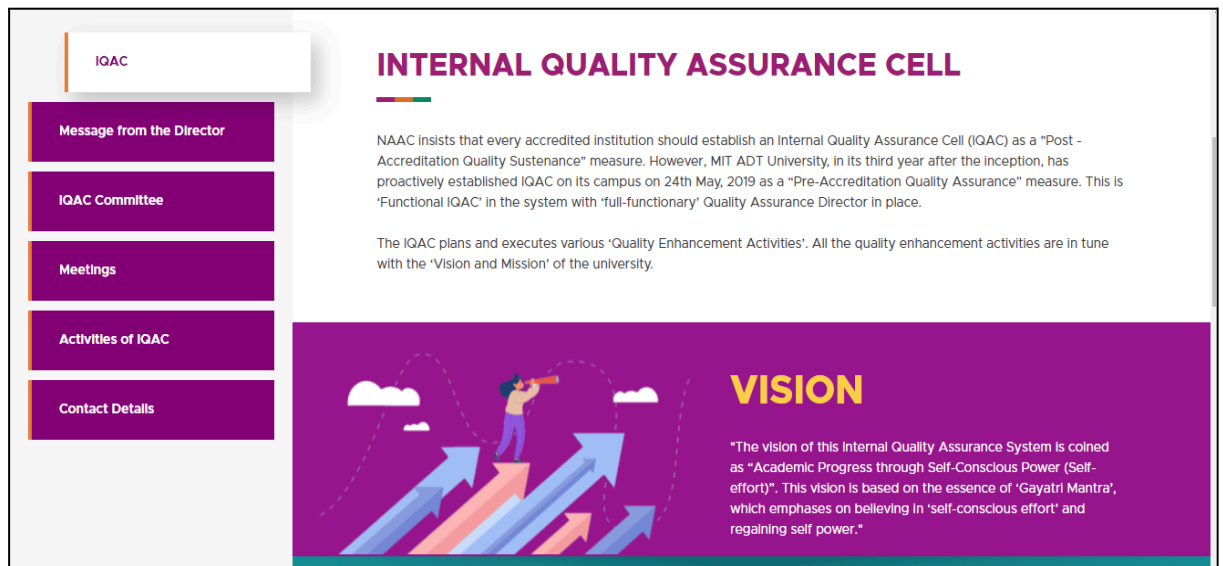 IQAC
Message from the Director
IQAC Committee
Meetings
Activities of IQAC
Contact Details
INTERNAL QUALITY ASSURANCE CELL
NAAC insists that every accredited institution should establish an Internal Quality Assurance Cell (IQAC) as a "Post -
Accreditation Quality Sustenance" measure. However, MIT ADT University, in its third year after the inception, has
proactively established IQAC on its campus on 24th May, 2019 as a "Pre-Accreditation Quality Assurance" measure. This is
'Functional IQAC' in the system with 'full-functionary' Quality Assurance Director in place.
The IQAC plans and executes various 'Quality Enhancement Activities'. All the quality enhancement activities are in tune
with the 'Vision and Mission' of the university.
VISION
"The vision of this Internal Quality Assurance System is coined
as "Academic Progress through Self-Conscious Power (Self-
effort)". This vision is based on the essence of 'Gayatri Mantra',
which emphases on believing in 'self-conscious effort' and
regaining self power."